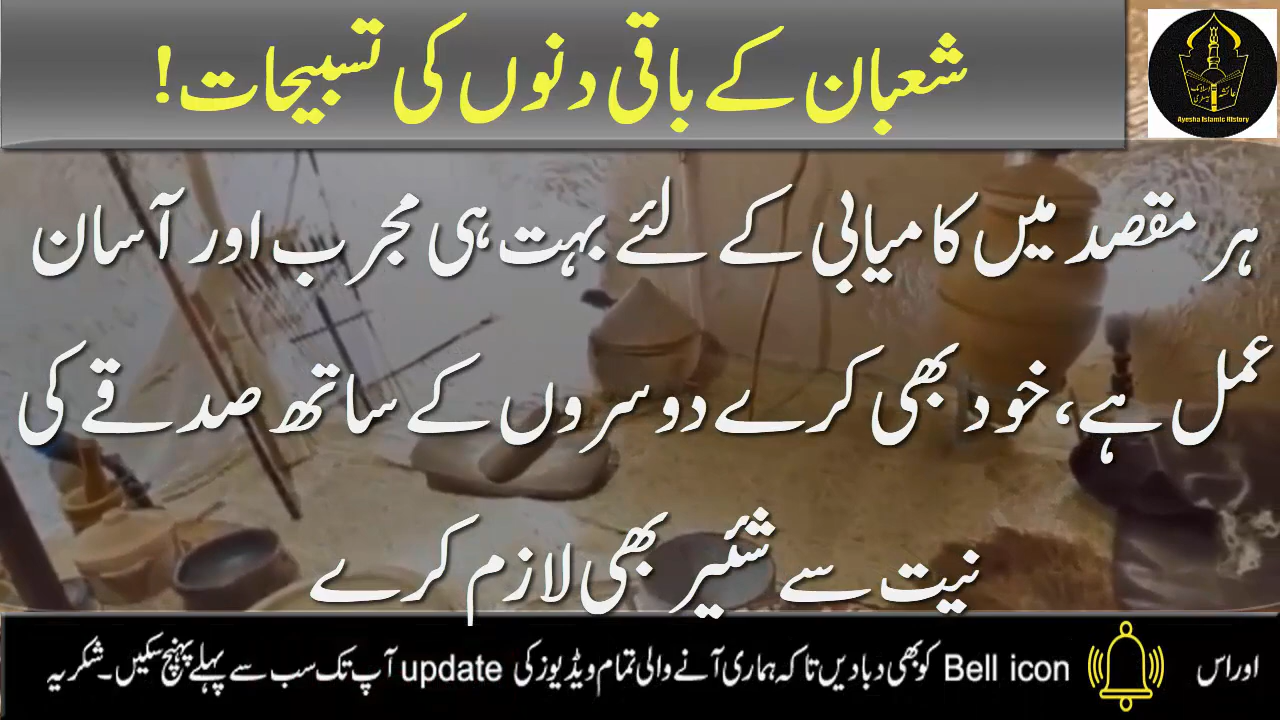 شعبان کے باقی دنوں کی تسبیحات!
عائشہ اسلامک ہسٹری
Ayesha Islamic History
ہر مقصد میں کامیابی کے لئے بہت ہی مجرب اور آسان
عمل ہے، خود بھی کرے دوسروں کے ساتھ صدقے کی
نیت سے شئیر بھی لازم کرے
اور اس Bell icon کو بھی دبا دیں تاکہ ہماری آنے والی تمام ویڈیوز کی update آپ تک سب سے پہلے پہنچ سکیں۔ شکریہ